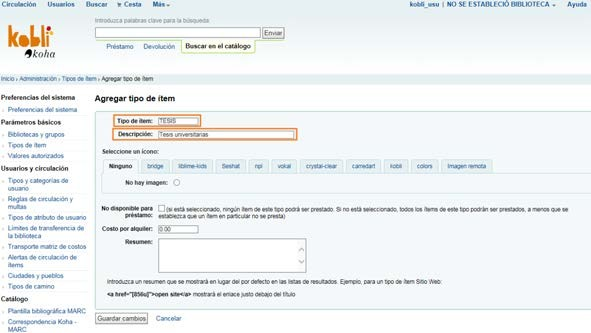 Circulación Usuarios Buscar Cesta Más
kobli_usu | NO SE ESTABLECIÓ BIBLIOTECA Ayuda
kobli
koha
Introduzca palabras clave para la búsqueda:
Enviar
Préstamo Devolución Buscar en el catálogo
Inicio › Administración › Tipos de ítem › Agregar tipo de ítem
Preferencias del sistema
Preferencias del sistema
Parámetros básicos
Bibliotecas y grupos
Tipos de ítem
Valores autorizados
Usuarios y circulación
Tipos y categorías de
usuario
Reglas de circulación y
multas
Tipos de atributo de usuario
Límites de transferencia de
la biblioteca
Transporte matriz de costos
Alertas de circulación de
ítems
Ciudades y pueblos
Tipos de camino
Catálogo
Plantilla bibliográfica MARC
Correspondencia Koha -
MARC
Agregar tipo de ítem
Tipo de ítem: TESIS
Descripción: Tesis universitarias
Seleccione un ícono:
Ninguno bridge liblime-kids Seshat npl vokal crystal-clear carredart kobli colors Imagen remota
No hay imagen:
No disponible para
préstamo:
(si está seleccionado, ningún ítem de este tipo podrá ser prestado. Si no está seleccionado, todos los ítems de este tipo podrán ser prestados, a menos que se
establezca que un ítem en particular no se presta)
Costo por alquiler: 0.00
Resumen:
Introduzca un resumen que se mostrará en lugar del por defecto en las listas de resultados. Ejemplo, para un tipo de ítem Sitio Web:
<a href="[856u]">open site</a> mostrará el enlace justo debajo del título
Guardar cambios Cancelar